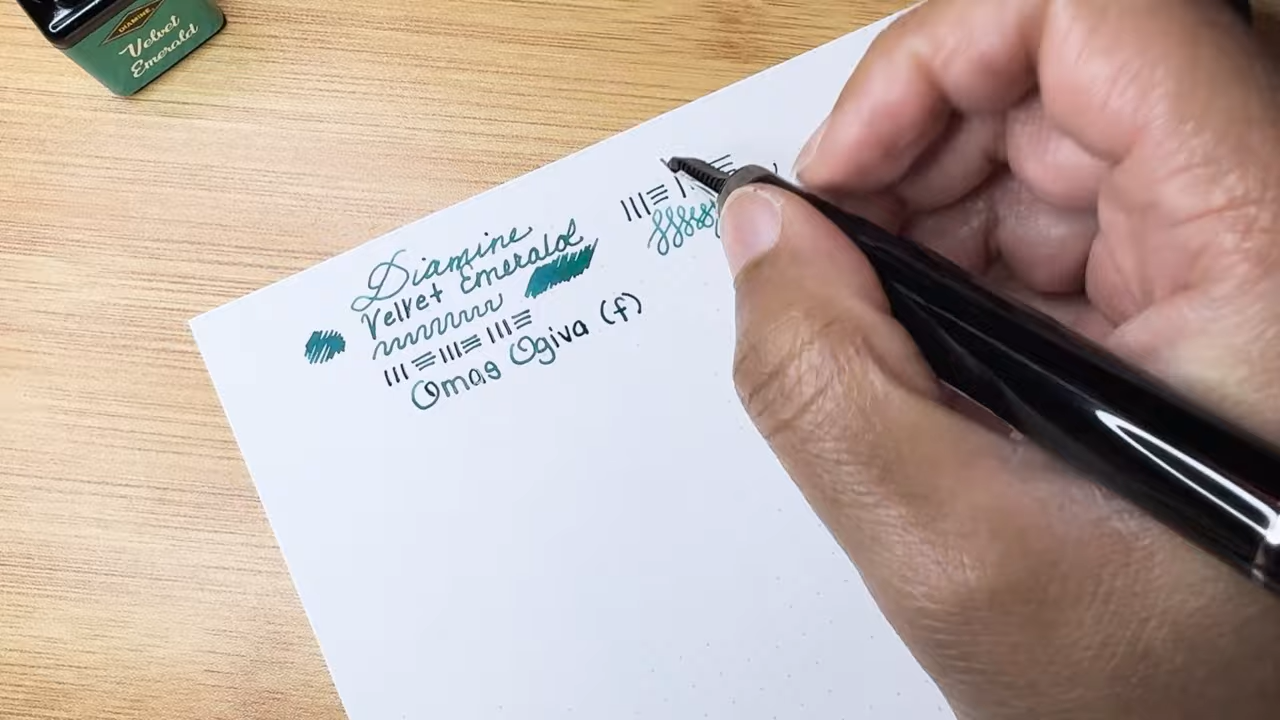 DIAMINE
Velvet
Emerald
Diamine
Velvet Emerald
Omas Ogiva (f)